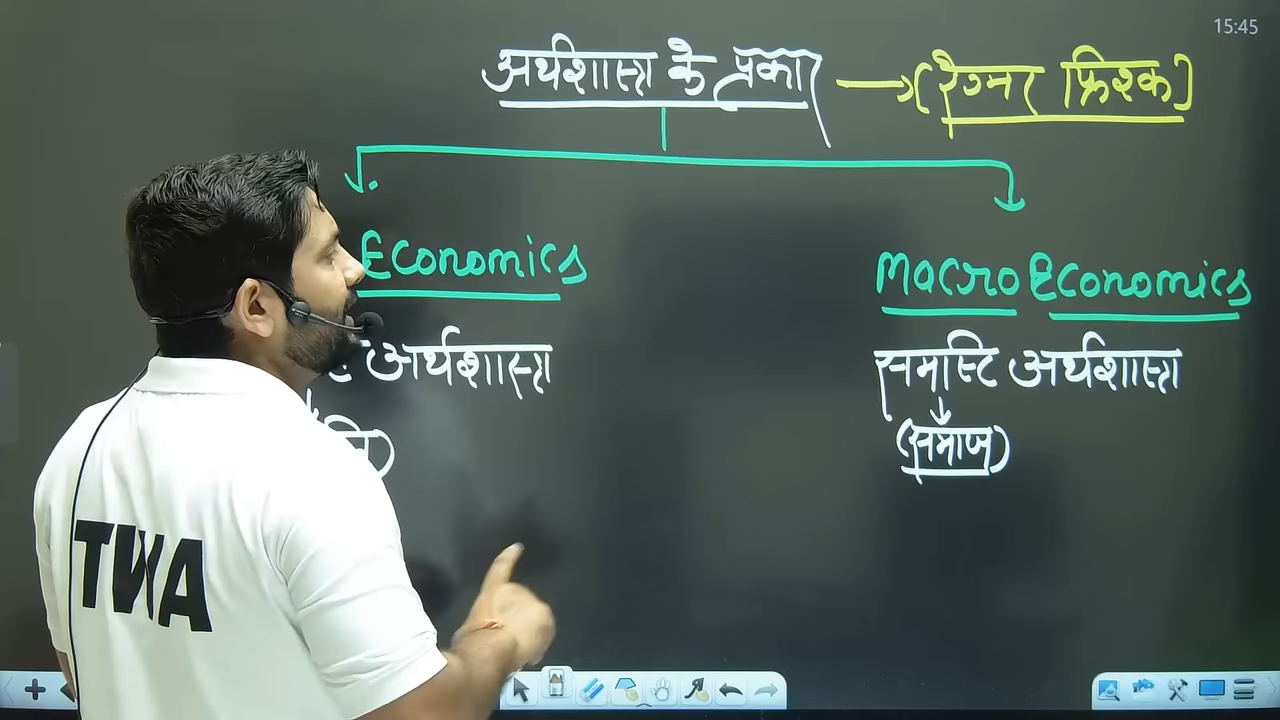 15:45
अर्थशास्त्र के प्रकार → (रैग्नर फ्रिश्क)
Economics
Macro Economics
अर्थशास्त्र
समष्टि अर्थशास्त्र
(समाज)
TWA